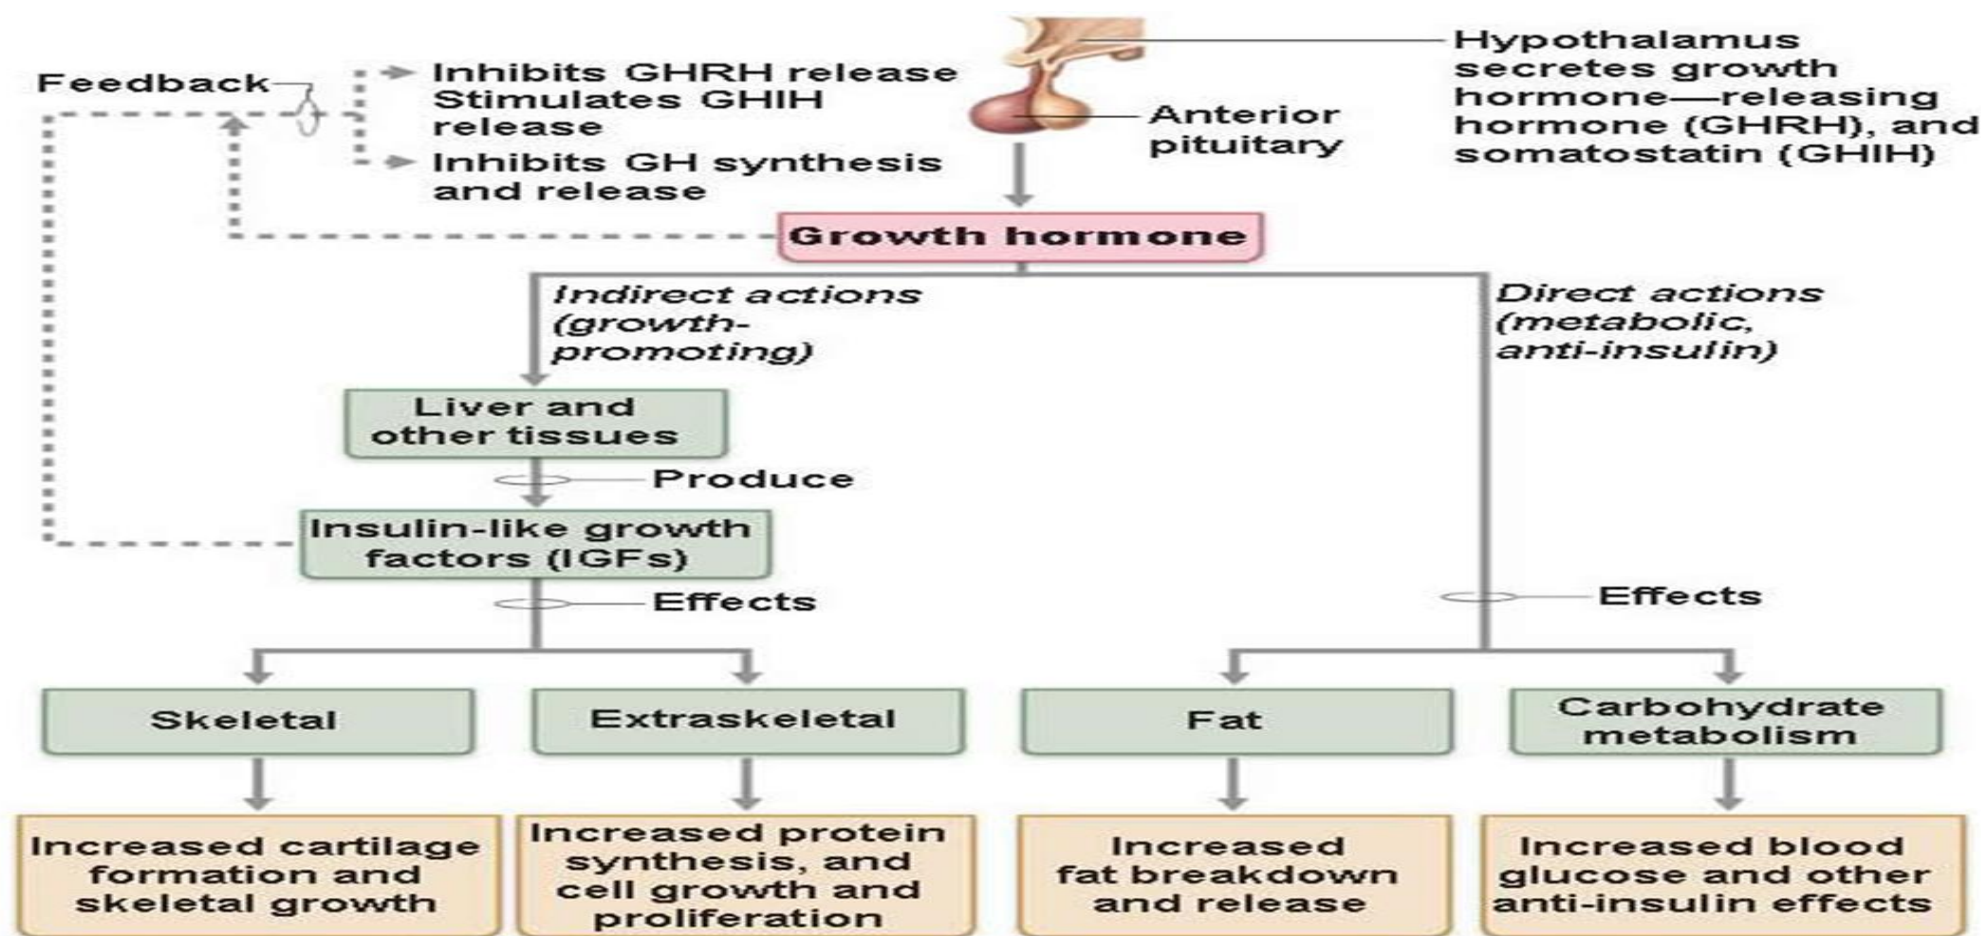 Feedback
Inhibits GHRH release
Stimulates GHIH
release
Inhibits GH synthesis
and release
Anterior
pituitary
Hypothalamus
secretes growth
hormone—releasing
hormone (GHRH), and
somatostatin (GHIH)
Growth hormone
Indirect actions
(growth-
promoting)
Direct actions
(metabolic,
anti-insulin)
Liver and
other tissues
Produce
Insulin-like growth
factors (IGFs)
Effects
Effects
Skeletal
Extraskeletal
Fat
Carbohydrate
metabolism
Increased cartilage
formation and
skeletal growth
Increased protein
synthesis, and
cell growth and
proliferation
Increased
fat breakdown
and release
Increased blood
glucose and other
anti-insulin effects